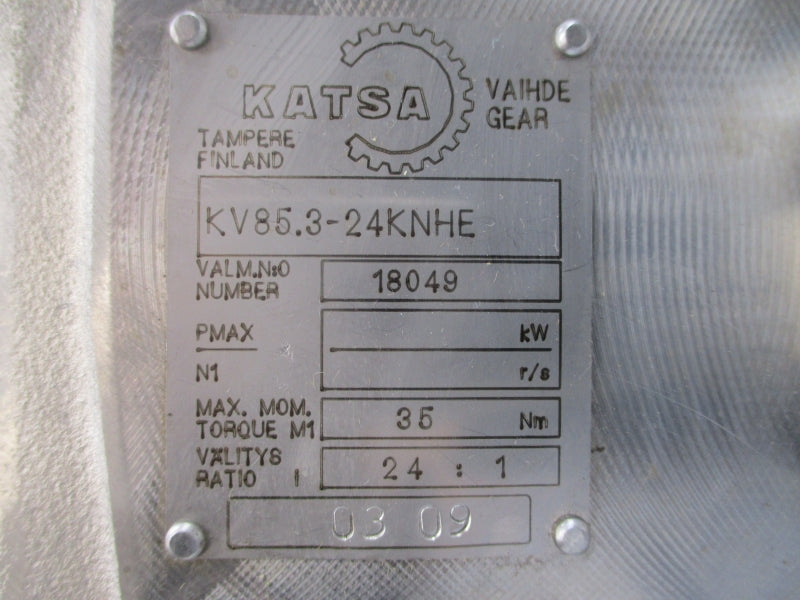 KATSA
VAIHDE
GEAR
TAMPERE
FINLAND
KV85.3-24KNHE
VALM.N:O
NUMBER
18049
PMAX
kW
N1
r/s
MAX. MOM.
TORQUE M1
35 Nm
VÄLITYS
RATIO I
24 : 1
03 09